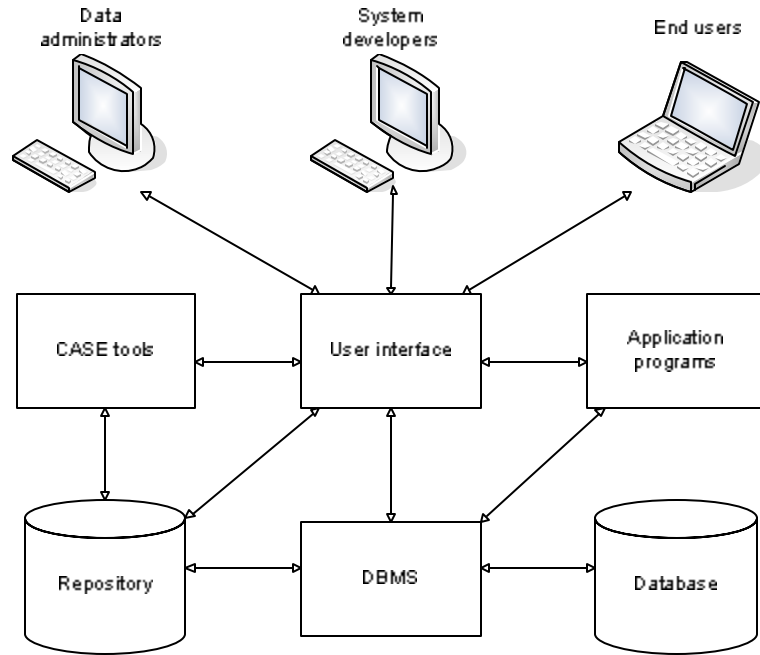 Data
administrators
System
developers
End users
CASE tools
User interface
Application
programs
Repository
DBMS
Database